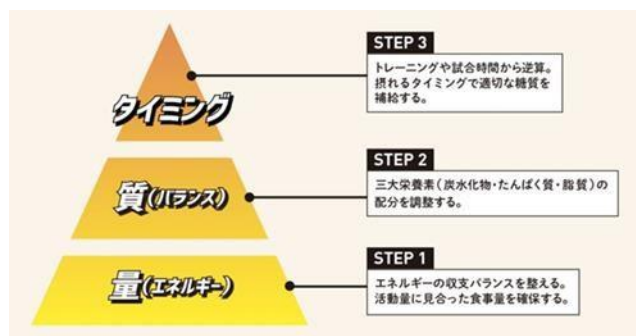 STEP 3
トレーニングや試合時間から逆算。
摂れるタイミングで適切な糖質を
補給する。
タイミング
STEP 2
三大栄養素(炭水化物・たんぱく質・脂質)の
配分を調整する。
質(バランス)
STEP 1
エネルギーの収支バランスを整える。
活動量に見合った食事量を確保する。
量(エネルギー)